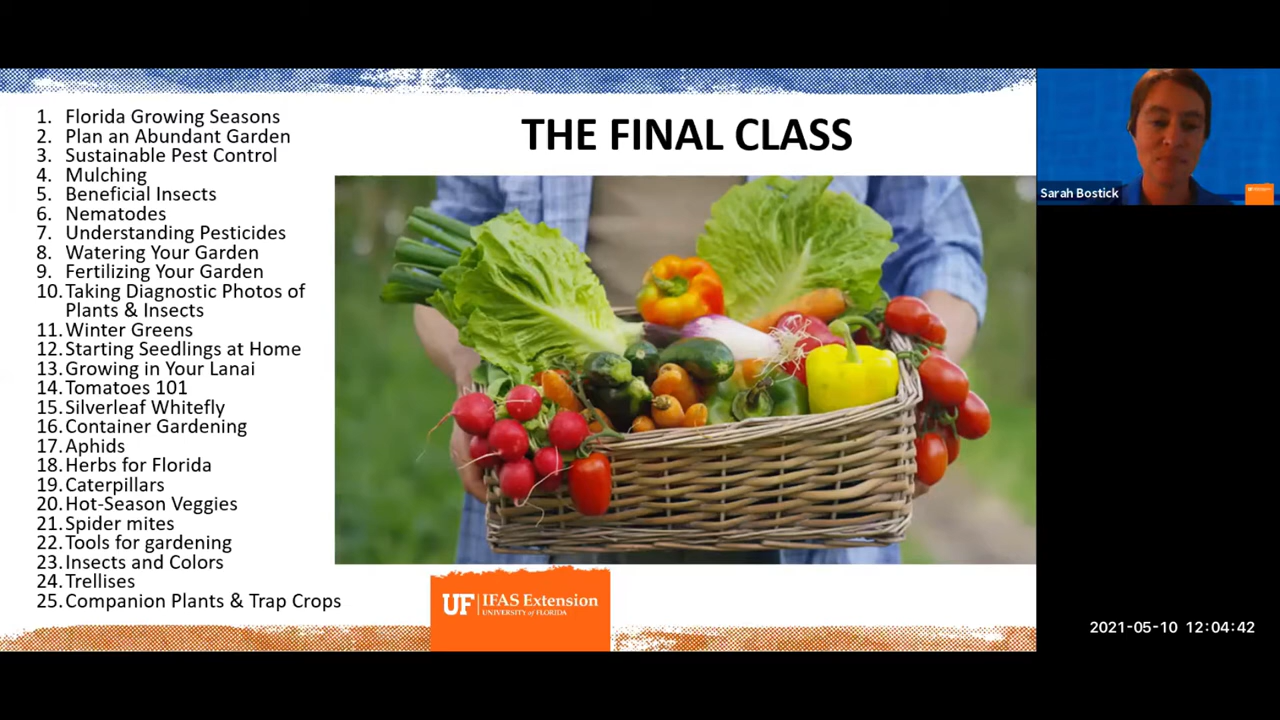 1. Florida Growing Seasons
2. Plan an Abundant Garden
3. Sustainable Pest Control
4. Mulching
5. Beneficial Insects
6. Nematodes
7. Understanding Pesticides
8. Watering Your Garden
9. Fertilizing Your Garden
10. Taking Diagnostic Photos of
Plants & Insects
11. Winter Greens
12. Starting Seedlings at Home
13. Growing in Your Lanai
14. Tomatoes 101
15. Silverleaf Whitefly
16. Container Gardening
17. Aphids
18. Herbs for Florida
19. Caterpillars
20. Hot-Season Veggies
21. Spider mites
22. Tools for gardening
23. Insects and Colors
24. Trellises
25. Companion Plants & Trap Crops
THE FINAL CLASS
UF IFAS Extension
UNIVERSITY of FLORIDA
Sarah Bostick
2021-05-10 12:04:42